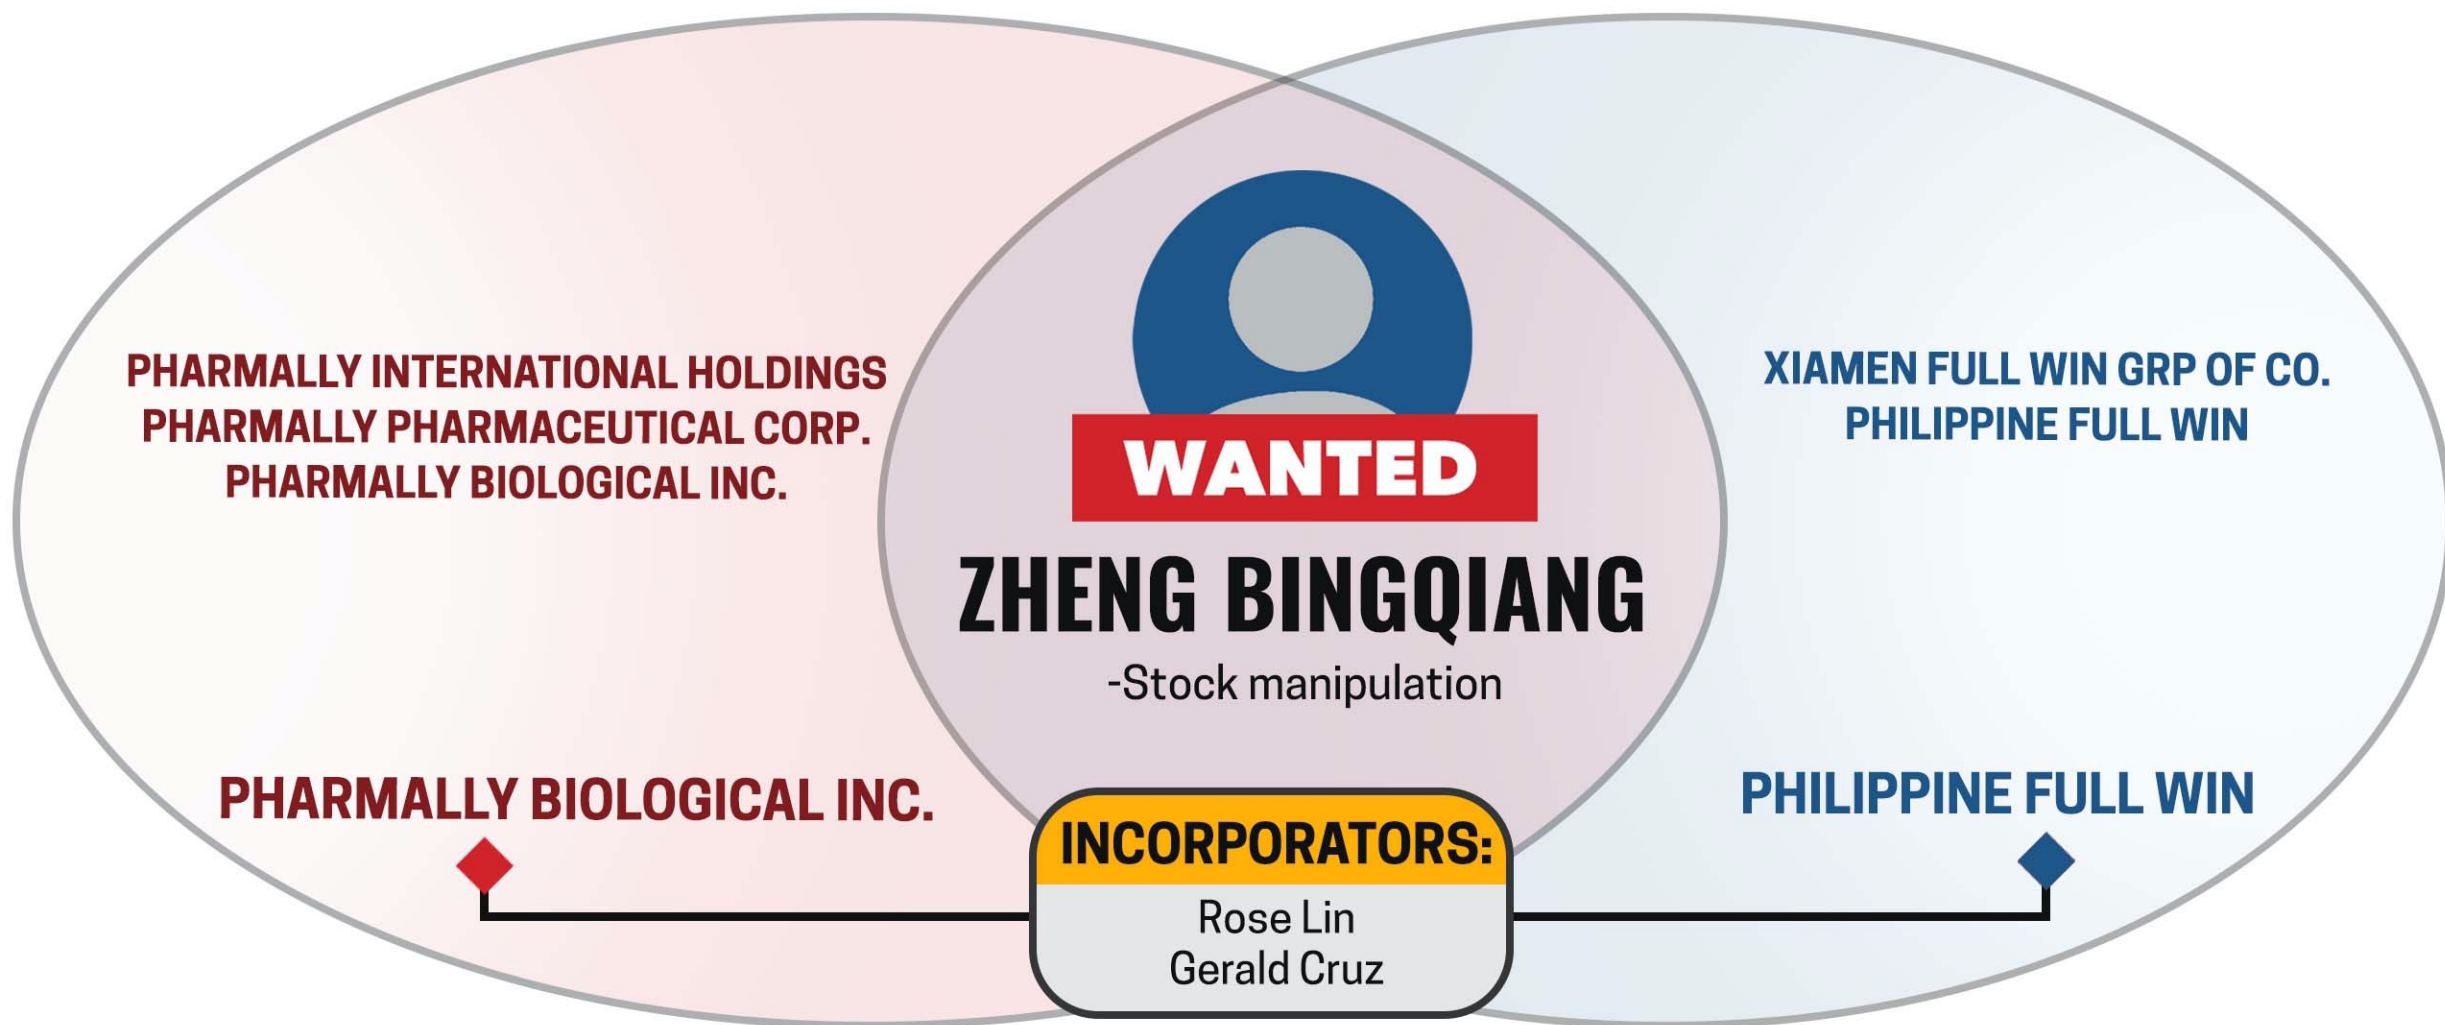 PHARMALLY INTERNATIONAL HOLDINGS
PHARMALLY PHARMACEUTICAL CORP.
PHARMALLY BIOLOGICAL INC.
WANTED
ZHENG BINGQIANG
-Stock manipulation
XIAMEN FULL WIN GRP OF CO.
PHILIPPINE FULL WIN
PHARMALLY BIOLOGICAL INC.
PHILIPPINE FULL WIN
INCORPORATORS:
Rose Lin
Gerald Cruz